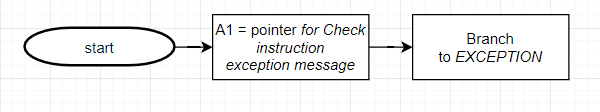 start
A1 = pointer for Check
instruction
exception message
Branch
to EXCEPTION